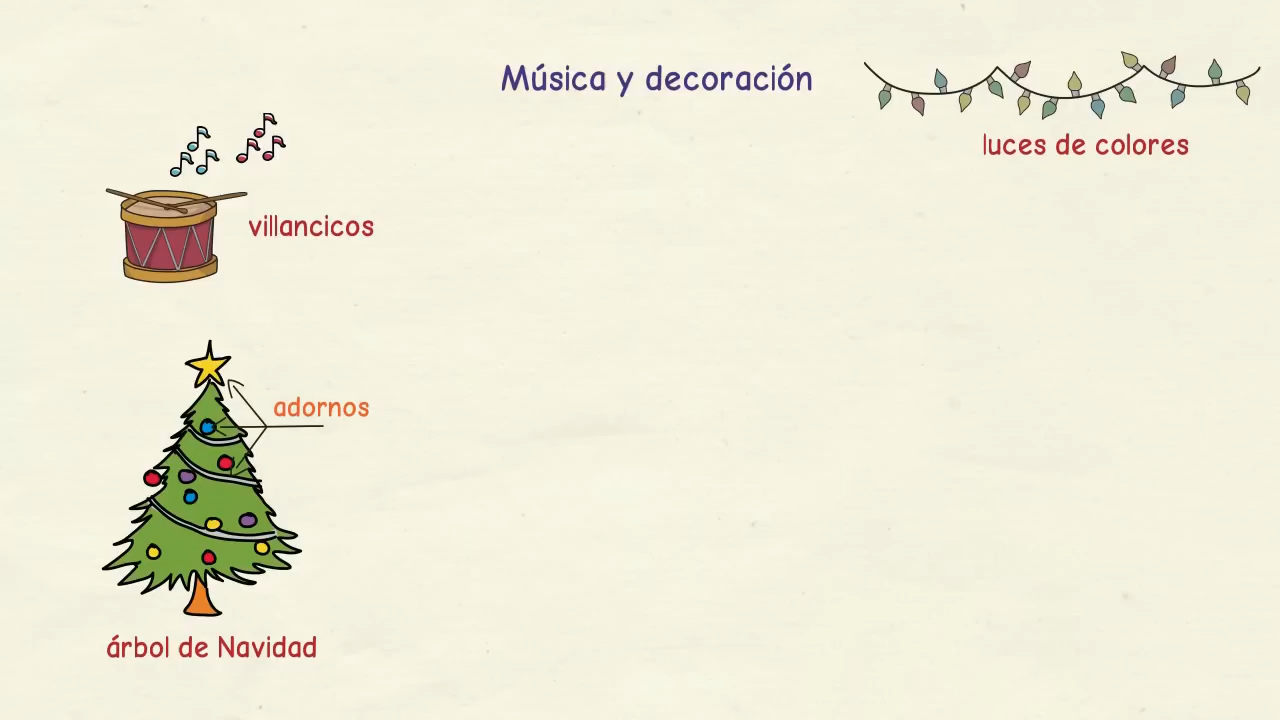 Música y decoración
luces de colores
villancicos
adornos
árbol de Navidad